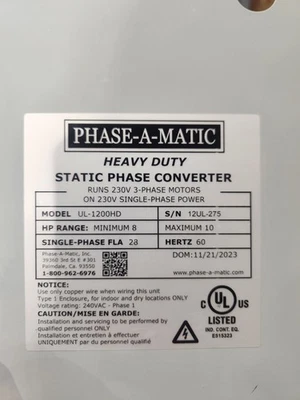 PHASE-A-MATIC
HEAVY DUTY
STATIC PHASE CONVERTER
RUNS 230V 3-PHASE MOTORS
ON 230V SINGLE-PHASE POWER
MODEL UL-1200HD S/N 12UL-275
HP RANGE: MINIMUM 8 MAXIMUM 10
SINGLE-PHASE FLA 28 HERTZ 60
Phase-A-Matic, Inc. DOM:11/21/2023
39360 3rd St E #301
Palmdale, Ca. 93550
1-800-962-6976 www.phase-a-matic.com
NOTICE:
Use only copper wire when wiring this unit
Type 1 Enclosure, for indoor and dry locations ONLY
Voltage rating: 240VAC - Phase 1
CAUTION/MISE EN GARDE:
Installation and servicing to be performed by
qualified personnel ONLY
UNIQUEMENT par du personnel qualifié
C UL US
LISTED
IND. CONT. EQ.
E515323